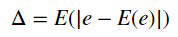 Δ = E(|e − E(e)|)